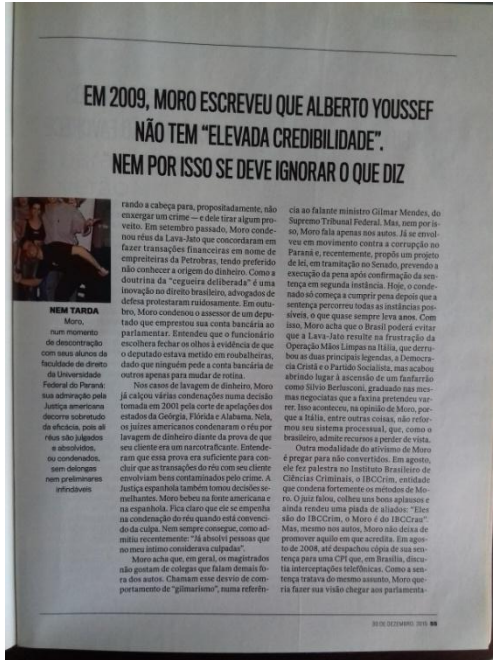 EM 2009, MORO ESCREVEU QUE ALBERTO YOUSSEF
NÃO TEM "ELEVADA CREDIBILIDADE".
NEM POR ISSO SE DEVE IGNORAR O QUE DIZ
NEM TARDA
Moro,
num momento
de descontração
com seus alunos da
faculdade de direito
da Universidade
Federal do Paraná:
sua admiração pela
Justiça americana
decorre sobretudo
da eficácia, pois ali
réus são julgados
e absolvidos,
ou condenados,
sem delongas
nem preliminares
infindáveis
rando a cabeça para, propositadamente, não
enxergar um crime — e dele tirar algum pro-
veito. Em setembro passado, Moro conde-
nou réus da Lava-Jato que concordaram em
fazer transações financeiras em nome de
empreiteiras da Petrobras, tendo preferido
não conhecer a origem do dinheiro. Como a
doutrina da "cegueira deliberada" é uma
inovação no direito brasileiro, advogados de
defesa protestaram ruidosamente. Em outu-
bro, Moro condenou o assessor de um depu-
tado que emprestou sua conta bancária ao
parlamentar. Entendeu que o funcionário
escolhera fechar os olhos à evidência de que
o deputado estava metido em roubalheiras,
dado que ninguém pede a conta bancária de
outros apenas para mudar de rotina.
Nos casos de lavagem de dinheiro, Moro
já calçou várias condenações numa decisão
tomada em 2001 pela corte de apelações dos
estados da Geórgia, Flórida e Alabama. Nela,
os juízes americanos condenaram o réu por
lavagem de dinheiro diante da prova de que
seu cliente era um narcotraficante. Entende-
ram que essa prova era suficiente para con-
cluir que as transações do réu com seu cliente
envolviam bens contaminados pelo crime. A
Justiça espanhola também tomou decisões se-
melhantes. Moro bebeu na fonte americana e
na espanhola. Fica claro que ele se empenha
na condenação do réu quando está convenci-
do da culpa. Nem sempre consegue, como ad-
mitiu recentemente: "Já absolvi pessoas que
no meu íntimo considerava culpadas".
Moro acha que, em geral, os magistrados
não gostam de colegas que falam demais fo-
ra dos autos. Chamam esse desvio de com-
portamento de "gilmarismo", numa referên-
cia ao falante ministro Gilmar Mendes, do
Supremo Tribunal Federal. Mas, nem por is-
so, Moro fala apenas nos autos. Já se envol-
veu em movimento contra a corrupção no
Paraná e, recentemente, propôs um projeto
de lei, em tramitação no Senado, prevendo a
execução da pena após confirmação da sen-
tença em segunda instância. Hoje, o conde-
nado só começa a cumprir pena depois que a
sentença percorreu todas as instâncias pos-
síveis, o que quase sempre leva anos. Com
isso, Moro acha que o Brasil poderá evitar
que a Lava-Jato resulte na frustração da
Operação Mãos Limpas na Itália, que derru-
bou as duas principais legendas, a Democra-
cia Cristã e o Partido Socialista, mas acabou
abrindo lugar à ascensão de um fanfarrão
como Silvio Berlusconi, graduado nas mes-
mas negociatas que a faxina pretendeu var-
rer. Isso aconteceu, na opinião de Moro, por-
que a Itália, entre outras coisas, não refor-
mou seu sistema processual, que, como o
brasileiro, admite recursos a perder de vista.
Outra modalidade do ativismo de Moro
é pregar para não convertidos. Em agosto,
ele fez palestra no Instituto Brasileiro de
Ciências Criminais, o IBCCrim, entidade
que condena fortemente os métodos de Mo-
ro. O juiz falou, colheu uns bons aplausos e
ainda rendeu uma piada de advogados: "Eles
são do IBCCrim, o Moro é do IBCCrau".
Mas, mesmo nos autos, Moro não deixa de
promover aquilo em que acredita. Em agos-
to de 2008, até despachou cópia de sua sen-
tença para uma CPI que, em Brasília, discu-
tia interceptações telefônicas. Como a sen-
tença tratava do mesmo assunto, Moro que-
ria fazer sua visão chegar aos parlamenta-
30 DE DEZEMBRO, 2015